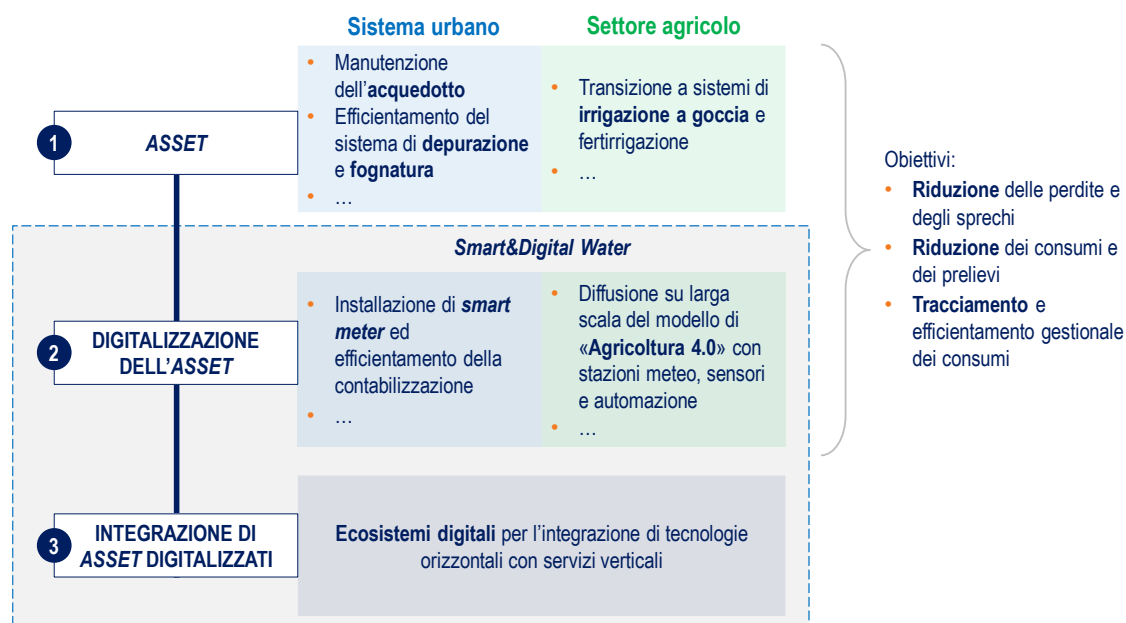 Sistema urbano
Settore agricolo
1
ASSET
• Manutenzione
dell’acquedotto
• Efficientamento del
sistema di depurazione
e fognatura
• …
• Transizione a sistemi di
irrigazione a goccia e
fertirrigazione
• …
Smart&Digital Water
2
DIGITALIZZAZIONE
DELL’ASSET
• Installazione di smart
meter ed
efficientamento della
contabilizzazione
• …
• Diffusione su larga
scala del modello di
«Agricoltura 4.0» con
stazioni meteo, sensori
e automazione
• …
3
INTEGRAZIONE DI
ASSET DIGITALIZZATI
Ecosistemi digitali per l’integrazione di tecnologie
orizzontali con servizi verticali
Obiettivi:
• Riduzione delle perdite e
degli sprechi
• Riduzione dei consumi e
dei prelievi
• Tracciamento e
efficientamento gestionale
dei consumi